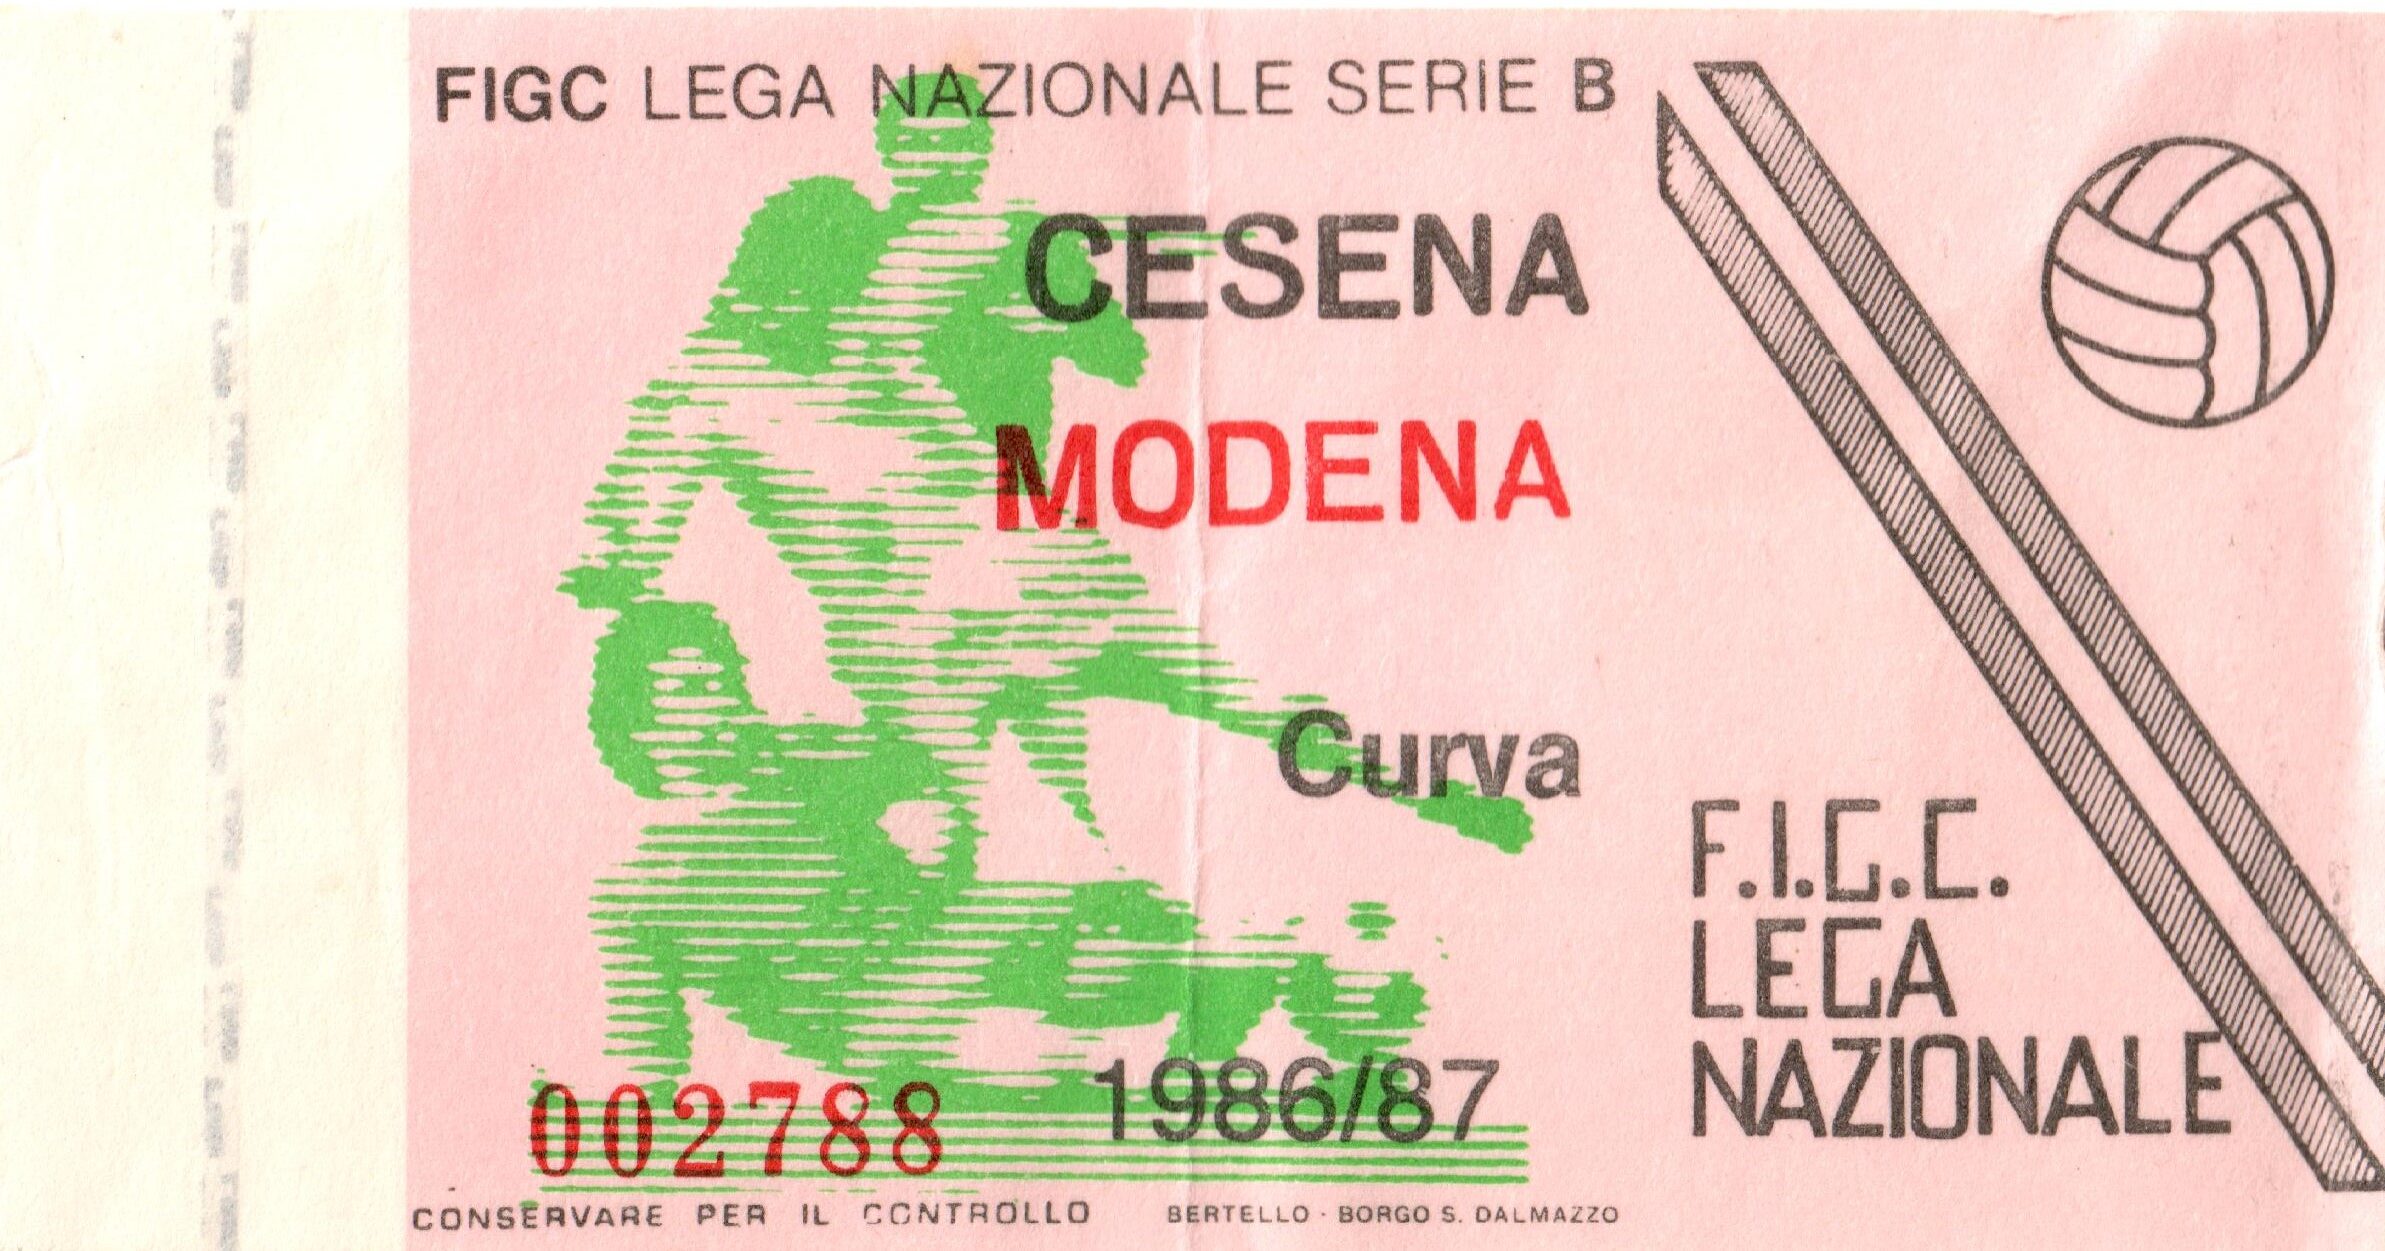 FIGC LEGA NAZIONALE SERIE B
CESENA
MODENA
Curva
F.I.G.C.
LEGA
NAZIONALE
002788
1986/87
CONSERVARE PER IL CONTROLLO
BERTELLO - BORGO S. DALMAZZO